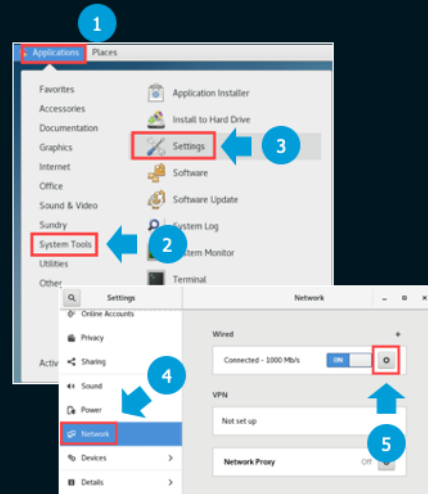 1
Applications Places
Favorites
Accessories
Documentation
Graphics
Internet
Office
Sound & Video
Sundry
System Tools
Utilities
Other
Application Installer
Install to Hard Drive
Settings
3
Software
Software Update
System Log
2
System Monitor
Terminal
Activ
Settings
Network
Online Accounts
Privacy
Sharing
Sound
Power
Network
Devices
Details
4
Wired
+
Connected - 1000 Mb/s ON
VPN
Not set up
5
Network Proxy Off